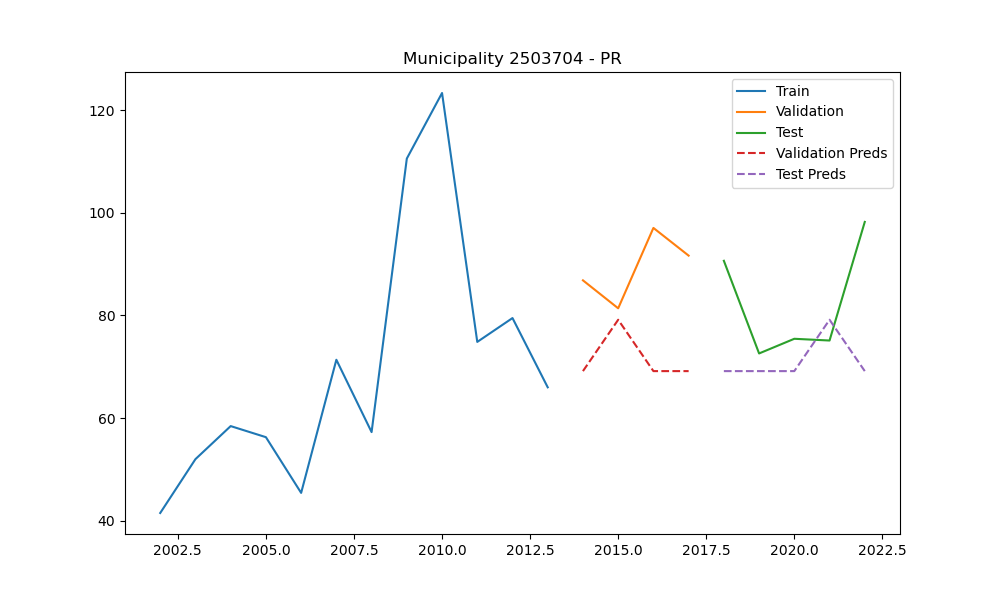 Municipality 2503704 - PR
Train
Validation
Test
Validation Preds
Test Preds
120
100
80
60
40
2002.5 2005.0 2007.5 2010.0 2012.5 2015.0 2017.5 2020.0 2022.5